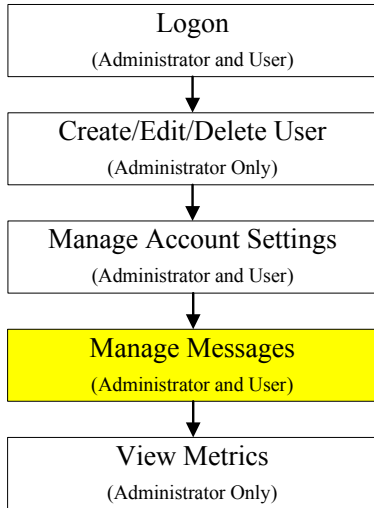 Logon
(Administrator and User)
Create/Edit/Delete User
(Administrator Only)
Manage Account Settings
(Administrator and User)
Manage Messages
(Administrator and User)
View Metrics
(Administrator Only)